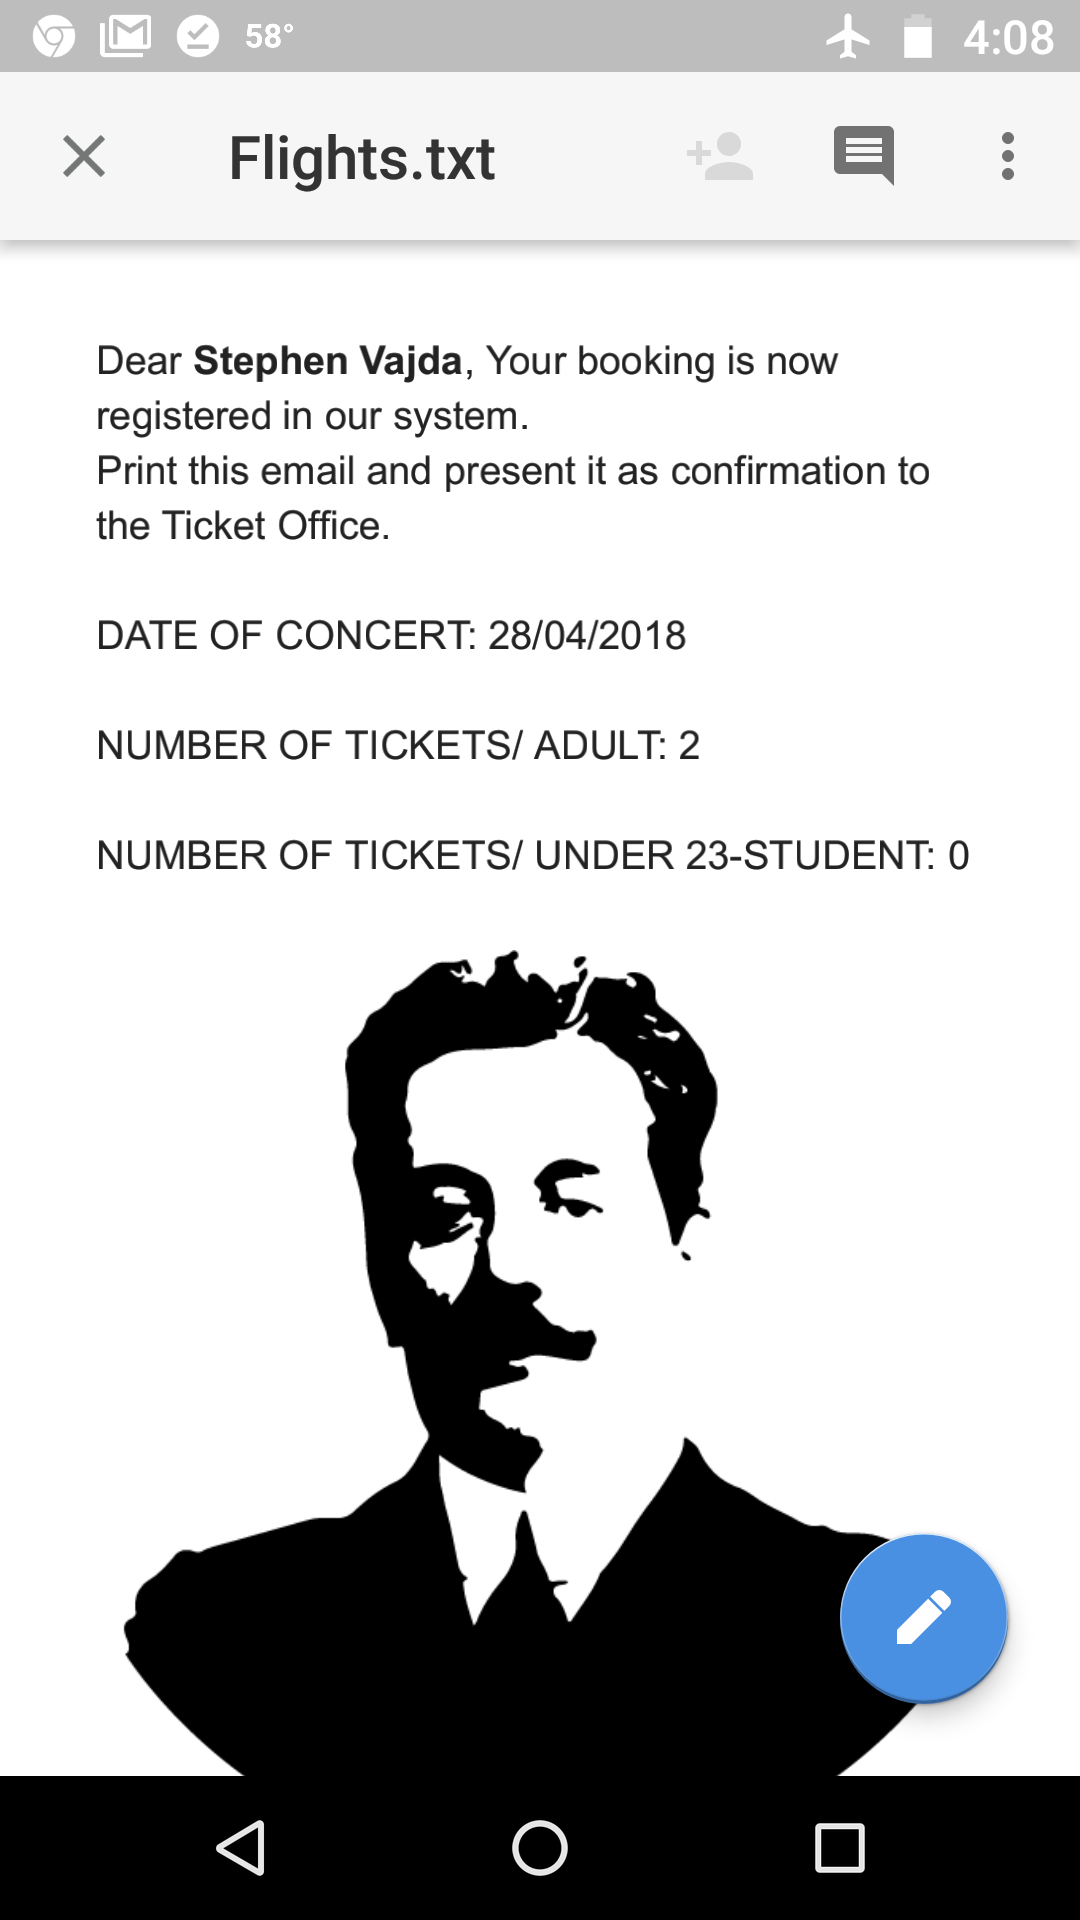 58°
4:08
Flights.txt
Dear Stephen Vajda, Your booking is now
registered in our system.
Print this email and present it as confirmation to
the Ticket Office.
DATE OF CONCERT: 28/04/2018
NUMBER OF TICKETS/ ADULT: 2
NUMBER OF TICKETS/ UNDER 23-STUDENT: 0